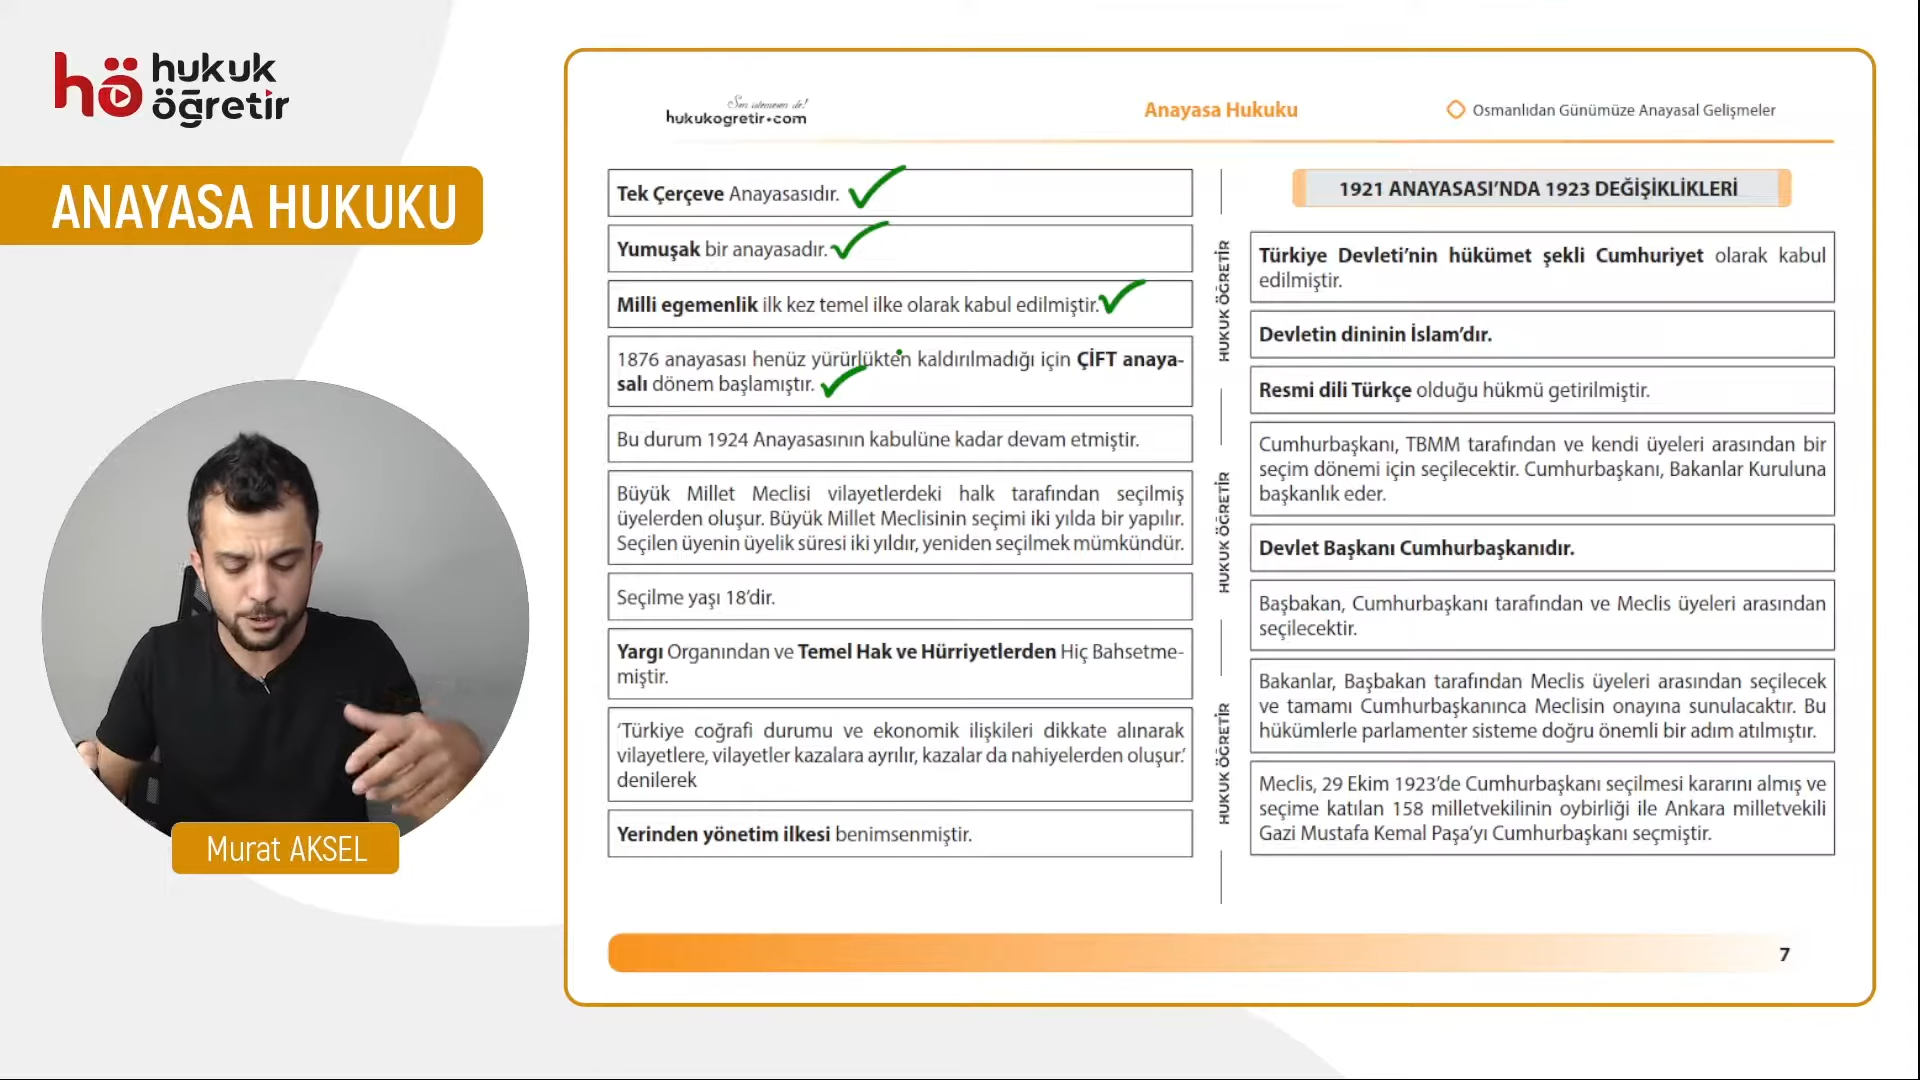 hö hukuk
öğretir
ANAYASA HUKUKU
Murat AKSEL
Sen istemesen de!
hukukogretir•com
Anayasa Hukuku
Osmanlıdan Günümüze Anayasal Gelişmeler
Tek Çerçeve Anayasasıdır.
Yumuşak bir anayasadır.
Milli egemenlik ilk kez temel ilke olarak kabul edilmiştir.
1876 anayasası henüz yürürlükten kaldırılmadığı için ÇİFT anaya-
salı dönem başlamıştır.
Bu durum 1924 Anayasasının kabulüne kadar devam etmiştir.
Büyük Millet Meclisi vilayetlerdeki halk tarafından seçilmiş
üyelerden oluşur. Büyük Millet Meclisinin seçimi iki yılda bir yapılır.
Seçilen üyenin üyelik süresi iki yıldır, yeniden seçilmek mümkündür.
Seçilme yaşı 18’dir.
Yargı Organından ve Temel Hak ve Hürriyetlerden Hiç Bahsetme-
miştir.
‘Türkiye coğrafi durumu ve ekonomik ilişkileri dikkate alınarak
vilayetlere, vilayetler kazalara ayrılır, kazalar da nahiyelerden oluşur.’
denilerek
Yerinden yönetim ilkesi benimsenmiştir.
HUKUK ÖĞRETİR
HUKUK ÖĞRETİR
HUKUK ÖĞRETİR
1921 ANAYASASI’NDA 1923 DEĞİŞİKLİKLERİ
Türkiye Devleti’nin hükümet şekli Cumhuriyet olarak kabul
edilmiştir.
Devletin dininin İslam’dır.
Resmi dili Türkçe olduğu hükmü getirilmiştir.
Cumhurbaşkanı, TBMM tarafından ve kendi üyeleri arasından bir
seçim dönemi için seçilecektir. Cumhurbaşkanı, Bakanlar Kuruluna
başkanlık eder.
Devlet Başkanı Cumhurbaşkanıdır.
Başbakan, Cumhurbaşkanı tarafından ve Meclis üyeleri arasından
seçilecektir.
Bakanlar, Başbakan tarafından Meclis üyeleri arasından seçilecek
ve tamamı Cumhurbaşkanınca Meclisin onayına sunulacaktır. Bu
hükümlerle parlamenter sisteme doğru önemli bir adım atılmıştır.
Meclis, 29 Ekim 1923’de Cumhurbaşkanı seçilmesi kararını almış ve
seçime katılan 158 milletvekilinin oybirliği ile Ankara milletvekili
Gazi Mustafa Kemal Paşa’yı Cumhurbaşkanı seçmiştir.
7